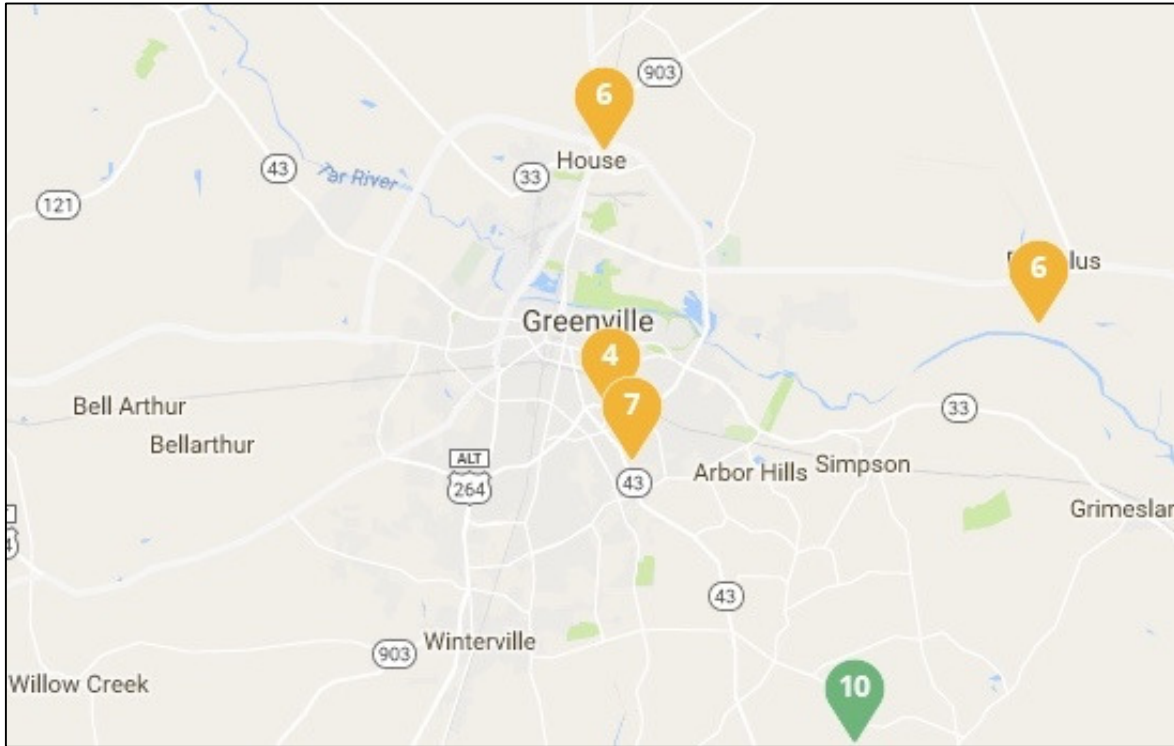 6
903
43
House
33
Tar River
121
lus
6
Greenville
4
7
Bell Arthur
33
Bellarthur
ALT
264
43
Arbor Hills
Simpson
Grimeslan
43
Winterville
903
Willow Creek
10